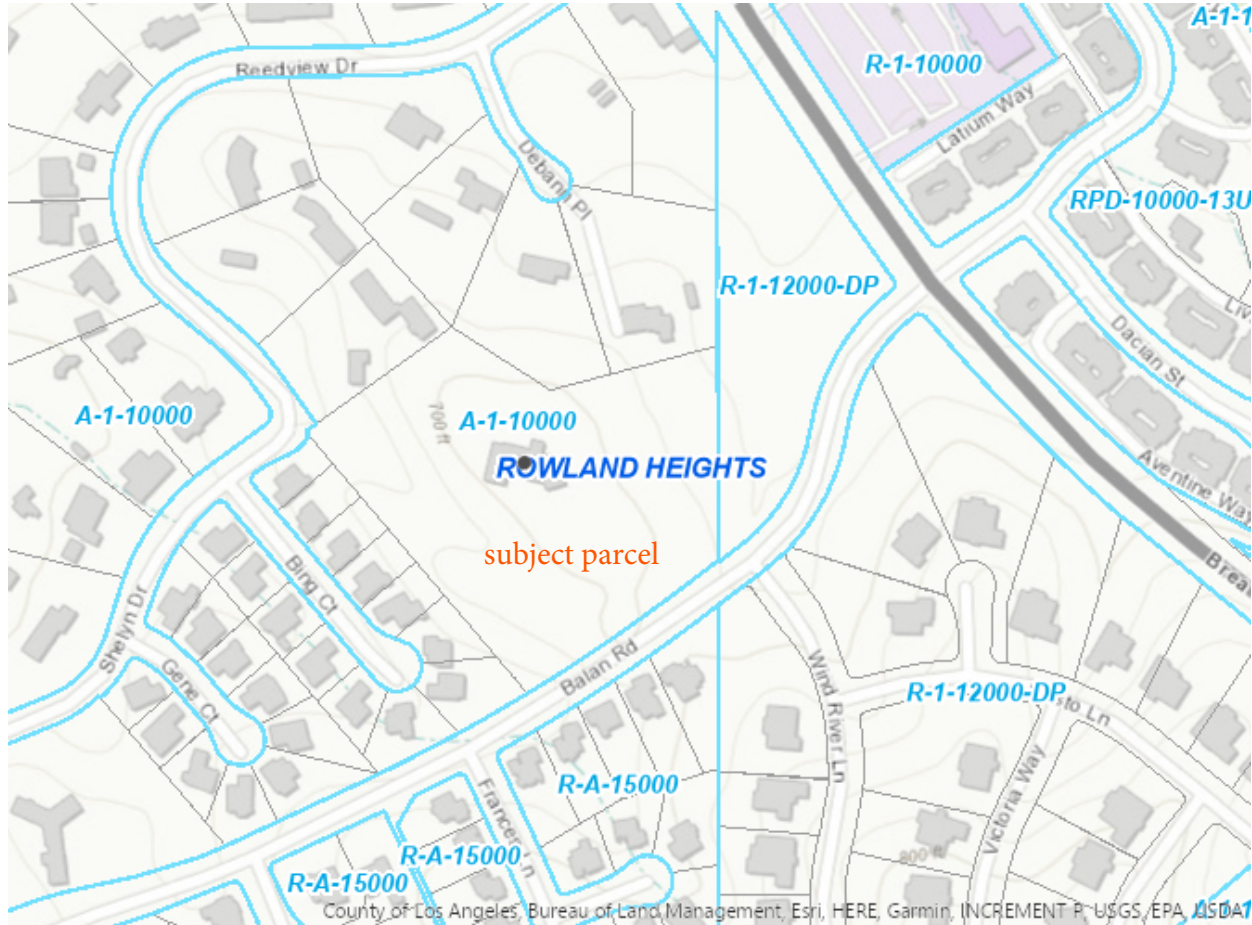 A-1-1
R-1-10000
Reedview Dr
Latium Way
Debann Pl
RPD-10000-13U
R-1-12000-DP
Dacian St
A-1-10000
700 ft
A-1-10000
ROWLAND HEIGHTS
Aventine Way
subject parcel
Brea
Bing Ct
Shelyn Dr
Gene Ct
Balan Rd
Wind River Ln
R-1-12000-DP
sto Ln
Victoria Way
R-A-15000
Frances Ln
R-A-15000
R-A-15000
800 ft
County of Los Angeles, Bureau of Land Management, Esri, HERE, Garmin, INCREMENT P, USGS, EPA, USDA